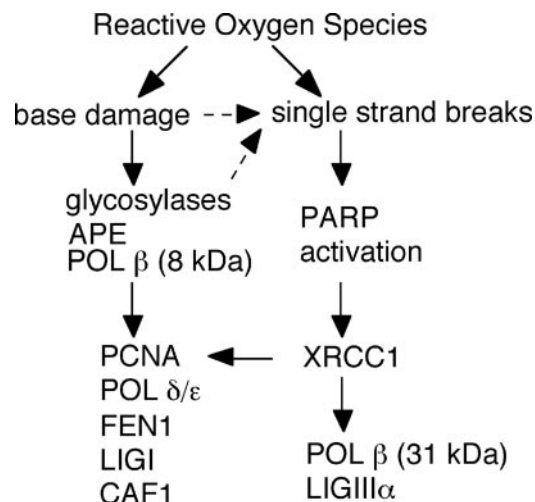 Reactive Oxygen Species
base damage
single strand breaks
glycosylases
APE
POL β (8 kDa)
PARP
activation
PCNA
POL δ/ε
FEN1
LIGI
CAF1
XRCC1
POL β (31 kDa)
LIGIIIα